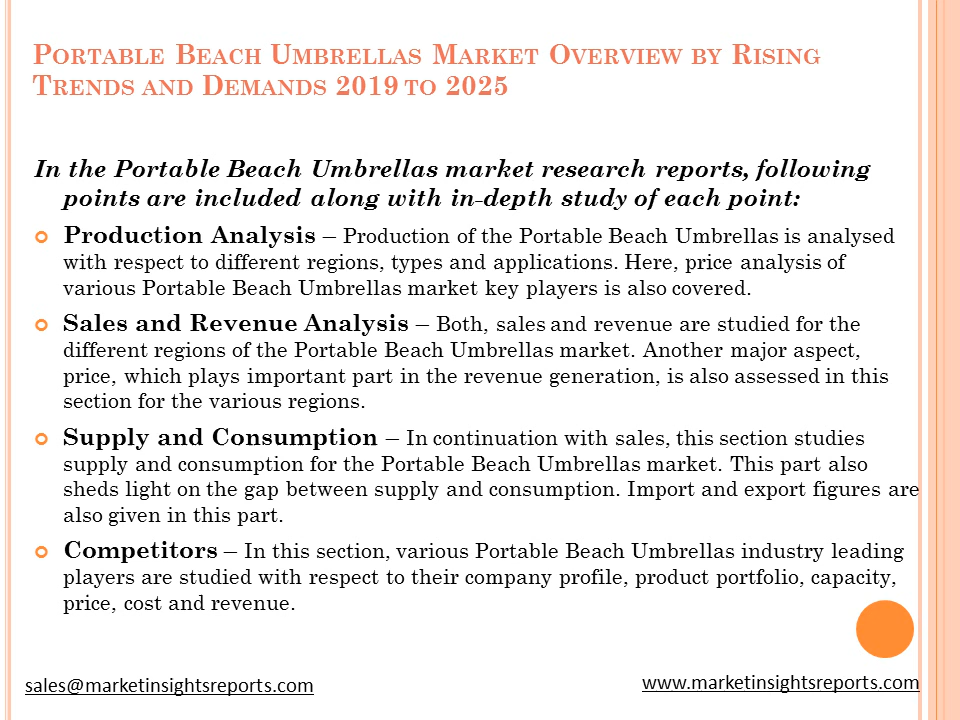 Portable Beach Umbrellas Market Overview by Rising
Trends and Demands 2019 to 2025
In the Portable Beach Umbrellas market research reports, following
points are included along with in-depth study of each point:
Production Analysis – Production of the Portable Beach Umbrellas is analysed
with respect to different regions, types and applications. Here, price analysis of
various Portable Beach Umbrellas market key players is also covered.
Sales and Revenue Analysis – Both, sales and revenue are studied for the
different regions of the Portable Beach Umbrellas market. Another major aspect,
price, which plays important part in the revenue generation, is also assessed in this
section for the various regions.
Supply and Consumption – In continuation with sales, this section studies
supply and consumption for the Portable Beach Umbrellas market. This part also
sheds light on the gap between supply and consumption. Import and export figures are
also given in this part.
Competitors – In this section, various Portable Beach Umbrellas industry leading
players are studied with respect to their company profile, product portfolio, capacity,
price, cost and revenue.
sales@marketinsightsreports.com
www.marketinsightsreports.com